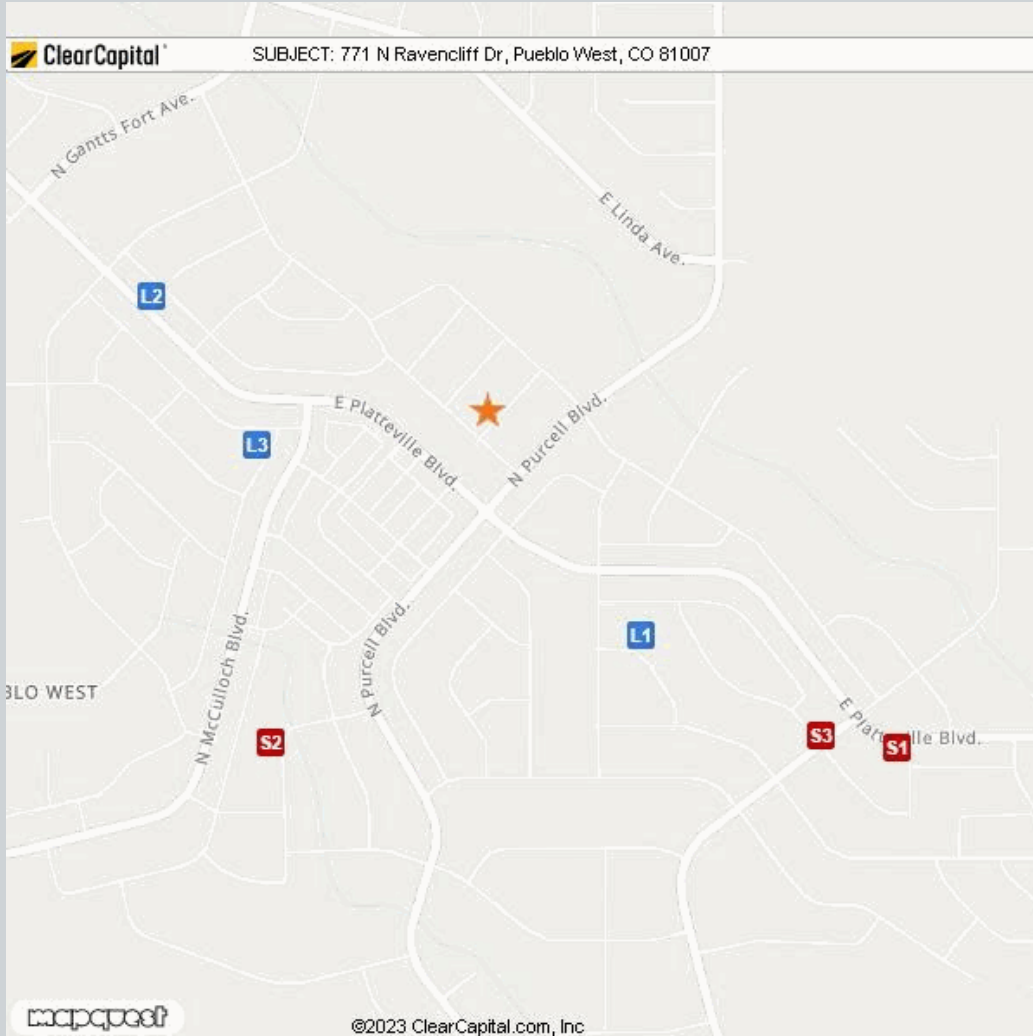 ClearCapital
SUBJECT: 771 N Ravencliff Dr, Pueblo West, CO 81007
N Gantts Fort Ave.
E Linda Ave.
L2
E Platteville Blvd.
N Purcell Blvd.
L3
L1
N Purcell Blvd.
N McCulloch Blvd.
BLO WEST
S2
S3
E Platteville Blvd.
S1
mapquest
©2023 ClearCapital.com, Inc